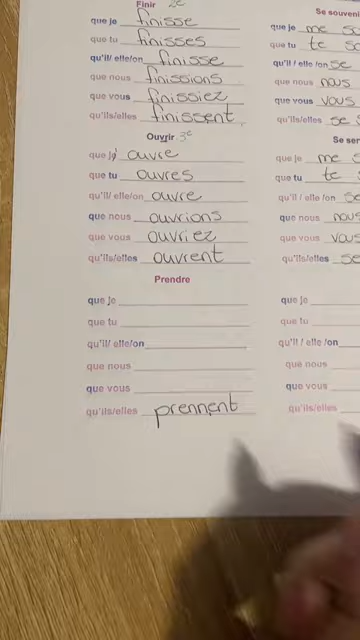 Finir 2e
que je finisse
que tu finisses
qu'il/ elle/on finisse
que nous finissions
que vous finissiez
qu'ils/elles finissent
Ouvrir 3e
que j' ouvre
que tu ouvres
qu'il/ elle/on ouvre
que nous ouvrions
que vous ouvriez
qu'ils/elles ouvrent
Prendre
que je
que tu
qu'il/ elle/on
que nous
que vous
qu'ils/elles prennent
Se
que je me
que tu te
qu'il / elle /on se
que nous nous
que vous vous
qu'ils/elles se
Se
que je me
que tu te
qu'il / elle /on se
que nous nous
que vous vous
qu'ils/elles se
que je
que tu
qu'il / elle /on
que nous
que vous
qu'ils/elles